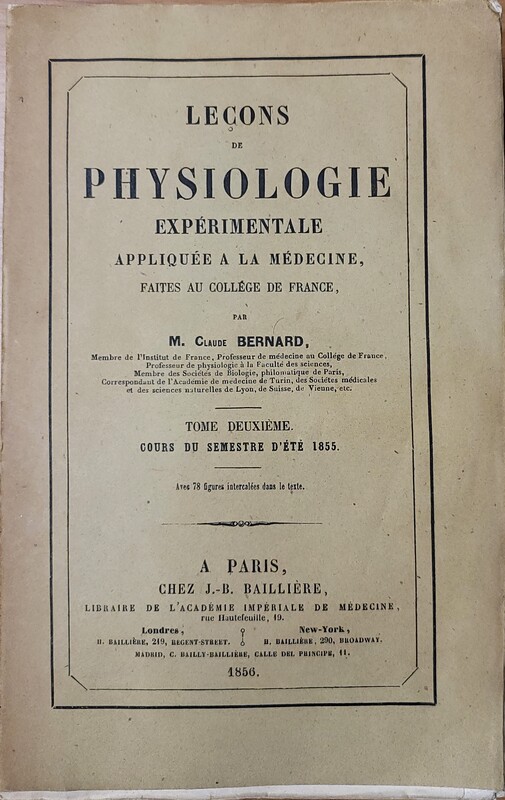 LEÇONS
DE
PHYSIOLOGIE
EXPÉRIMENTALE
APPLIQUÉE A LA MÉDECINE,
FAITES AU COLLÉGE DE FRANCE,
PAR
M. CLAUDE BERNARD,
Membre de l'Institut de France, Professeur de médecine au Collége de France,
Professeur de physiologie à la Faculté des sciences,
Membre des Sociétés de Biologie, philomatique de Paris,
Correspondant de l'Académie de medecine de Turin, des Sociétés médicales
et des sciences naturelles de Lyon, de Suisse, de Vienne, etc.
TOME DEUXIÈME.
COURS DU SEMESTRE D'ÉTÉ 1855.
Avec 78 figures intercalées dans le texte.
A PARIS,
CHEZ J.-B. BAILLIÈRE,
LIBRAIRE DE L'ACADÉMIE IMPÉRIALE DE MÉDECINE,
rue Hautefeuille, 19.
Londres, New-York,
H. BAILLIÈRE, 219, REGENT-STREET. H. BAILLIÈRE, 290, BROADWAY.
MADRID, C. BAILLY-BAILLIÈRE, CALLE DEL PRINCIPE, 11.
1856.